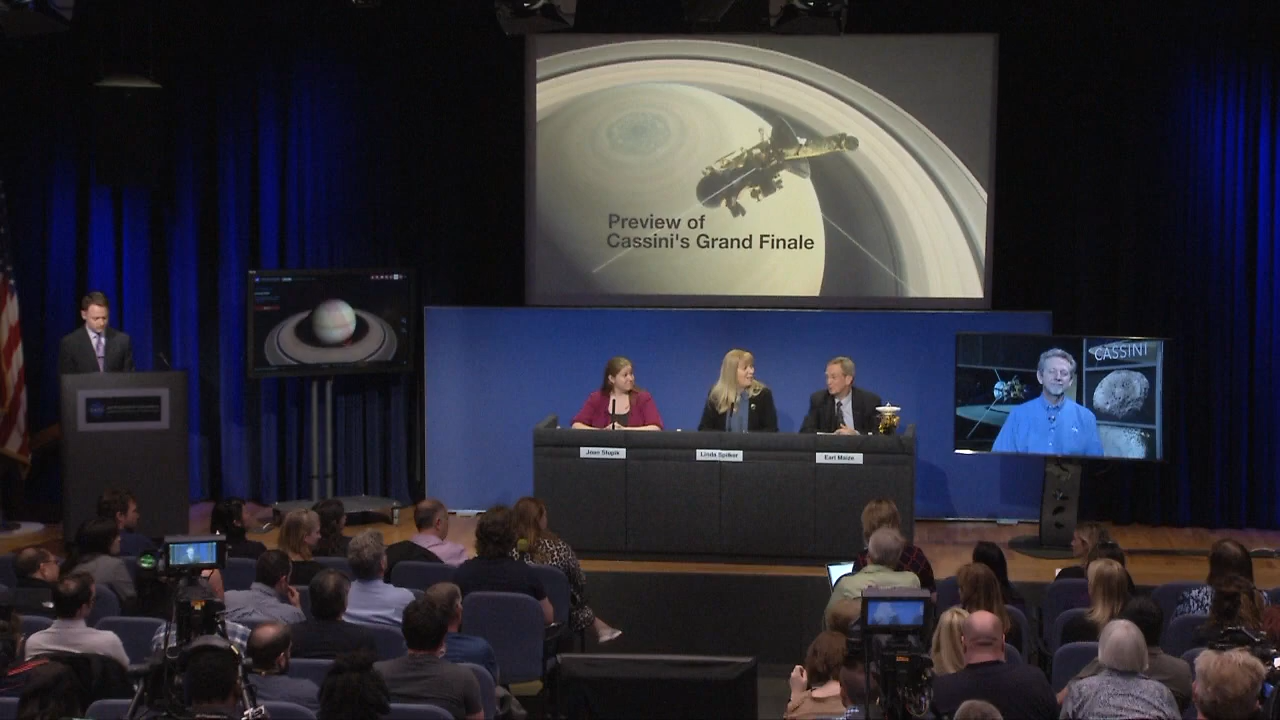 Preview of
Cassini's Grand Finale
CASSINI
Joan Stupik
Linda Spilker
Earl Maize